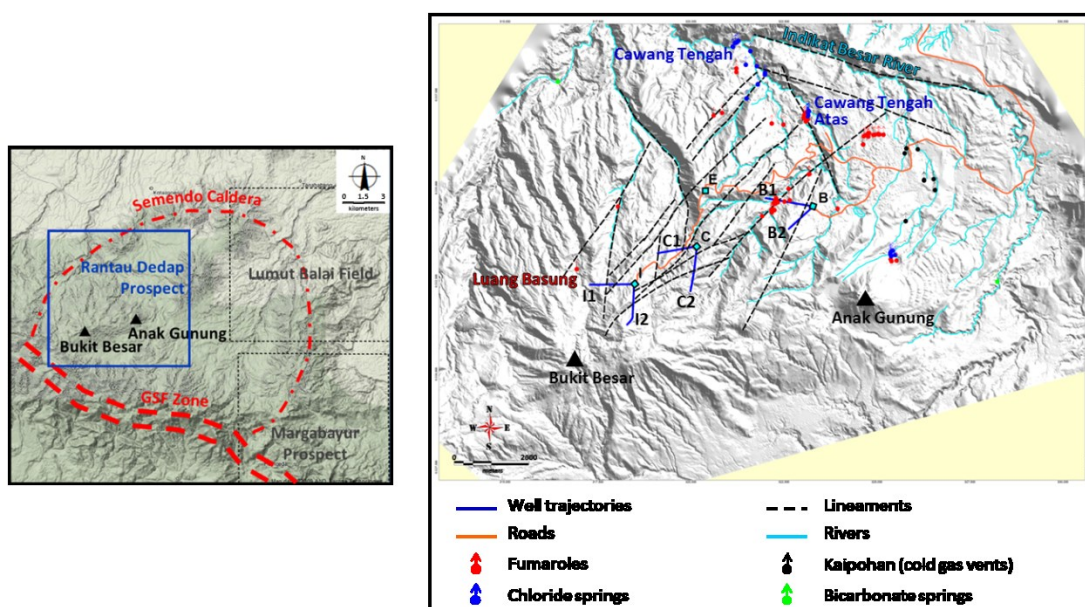 N
0 1.5 3
kilometers
Semendo Caldera
Rantau Dedap
Prospect
Lumut Balai Field
Anak Gunung
Bukit Besar
GSF Zone
Margabayur
Prospect
Indikat Besar River
Cawang Tengah
Cawang Tengah
Atas
E
B1
B
B2
C1
C
Luang Basung
I
I1
C2
I2
Anak Gunung
Bukit Besar
N
W E
S
0 2000
Well trajectories
Lineaments
Roads
Rivers
Fumaroles
Kaipohan (cold gas vents)
Chloride springs
Bicarbonate springs